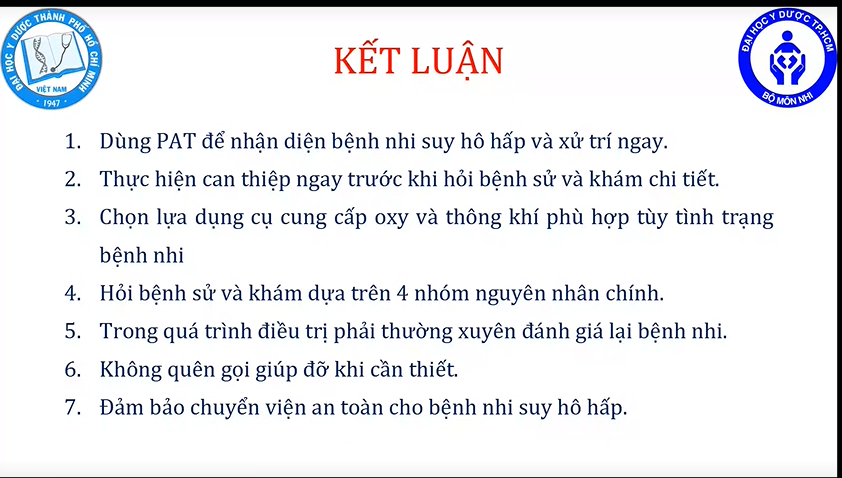 ĐẠI HỌC Y DƯỢC THÀNH PHỐ HỒ CHÍ MINH
VIỆT NAM
1947
KẾT LUẬN
ĐẠI HỌC Y DƯỢC TP.HCM
BỘ MÔN NHI
1. Dùng PAT để nhận diện bệnh nhi suy hô hấp và xử trí ngay.
2. Thực hiện can thiệp ngay trước khi hỏi bệnh sử và khám chi tiết.
3. Chọn lựa dụng cụ cung cấp oxy và thông khí phù hợp tùy tình trạng
bệnh nhi
4. Hỏi bệnh sử và khám dựa trên 4 nhóm nguyên nhân chính.
5. Trong quá trình điều trị phải thường xuyên đánh giá lại bệnh nhi.
6. Không quên gọi giúp đỡ khi cần thiết.
7. Đảm bảo chuyển viện an toàn cho bệnh nhi suy hô hấp.